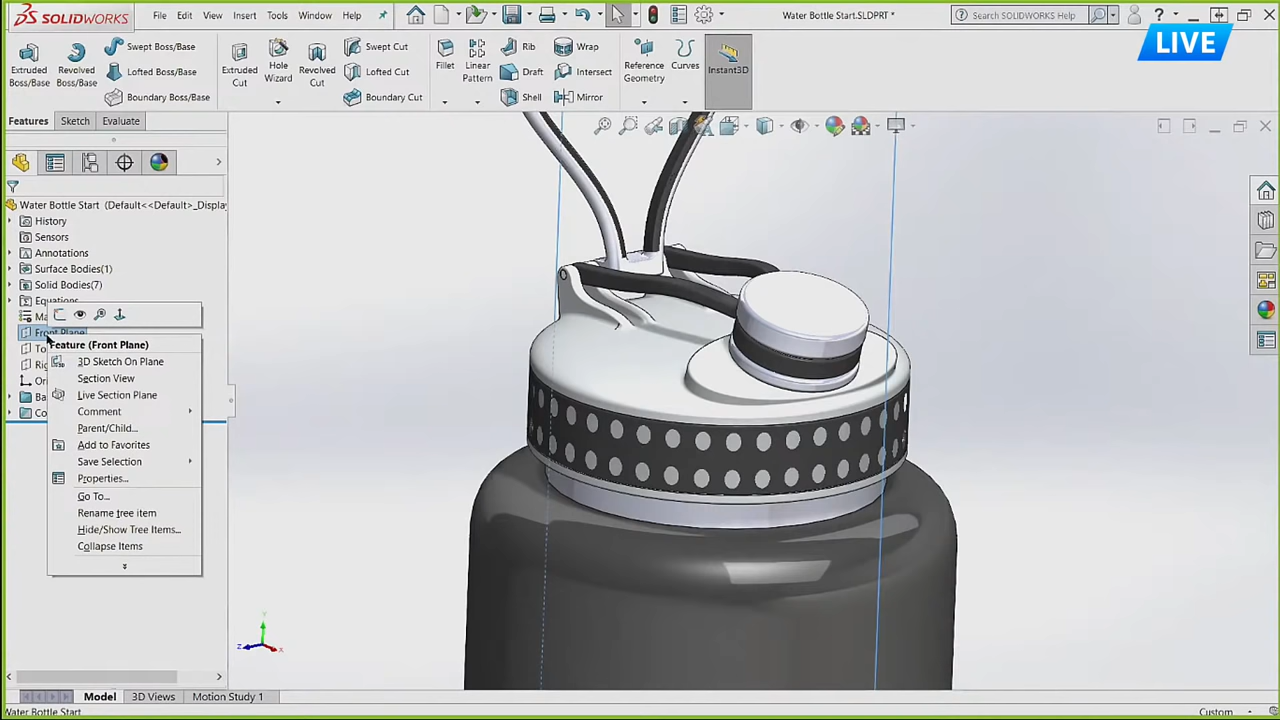 SOLIDWORKS
File Edit View Insert Tools Window Help
Water Bottle Start.SLDPRT *
Search SOLIDWORKS Help
?
LIVE
Extruded Boss/Base
Revolved Boss/Base
Swept Boss/Base
Lofted Boss/Base
Boundary Boss/Base
Extruded Cut
Hole Wizard
Revolved Cut
Swept Cut
Lofted Cut
Boundary Cut
Fillet
Linear Pattern
Rib
Draft
Shell
Wrap
Intersect
Mirror
Reference Geometry
Curves
Instant3D
Features Sketch Evaluate
Water Bottle Start (Default<<Default>_Displa
History
Sensors
Annotations
Surface Bodies(1)
Solid Bodies(7)
Equations
Ma
Front Plane
To
Rig
Ori
Ba
Co
Feature (Front Plane)
3D Sketch On Plane
Section View
Live Section Plane
Comment
Parent/Child...
Add to Favorites
Save Selection
Properties...
Go To...
Rename tree item
Hide/Show Tree Items...
Collapse Items
Y
Z
X
Model 3D Views Motion Study 1
Water Bottle Start
Custom